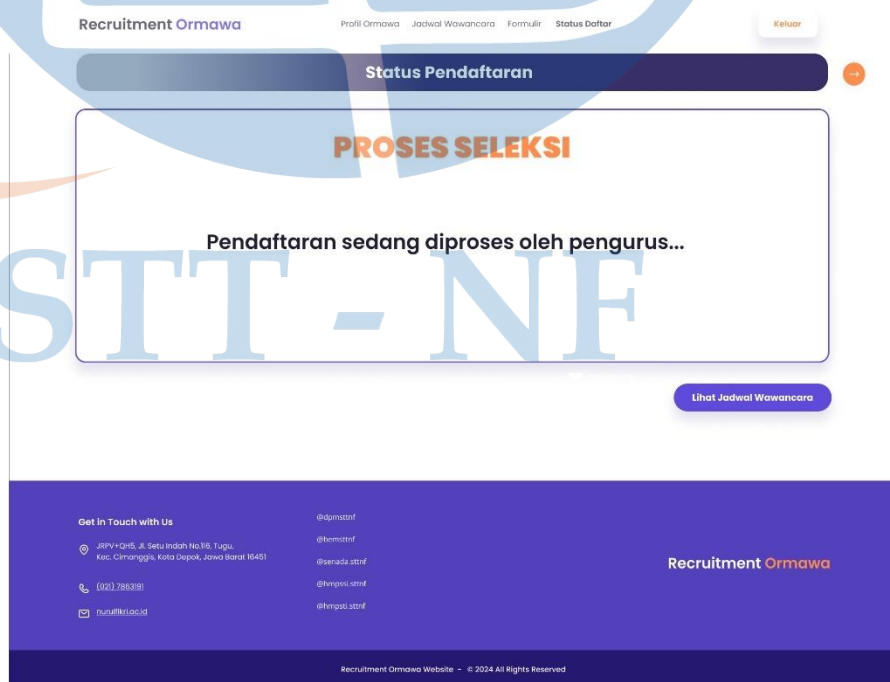 Recruitment Ormawa
Profil Ormawa Jadwal Wawancara Formulir Status Daftar
Keluar
Status Pendaftaran
PROSES SELEKSI
Pendaftaran sedang diproses oleh pengurus...
STT - NF
Lihat Jadwal Wawancara
Get in Touch with Us
JRPV+QH5, Jl. Setu Indah No.116, Tugu,
Kec. Cimanggis, Kota Depok, Jawa Barat 16451
(021) 7863191
nurulfikri.ac.id
@dpmsttnf
@bemsttnf
@senada.sttnf
@hmpssi.sttnf
@hmpsti.sttnf
Recruitment Ormawa
Recruitment Ormawa Website - © 2024 All Rights Reserved